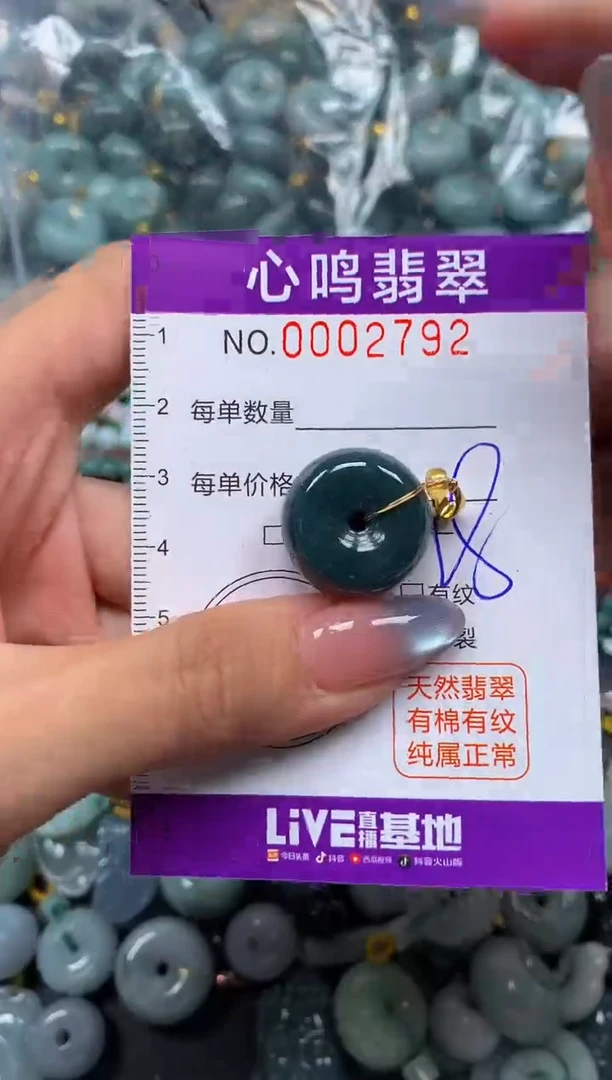 心鸣翡翠
NO.0002792
1
2
3
4
5
每单数量
每单价格
8
有纹
裂
天然翡翠
有棉有纹
纯属正常
LiVE直播基地
今日头条 抖音 西瓜视频 抖音火山版